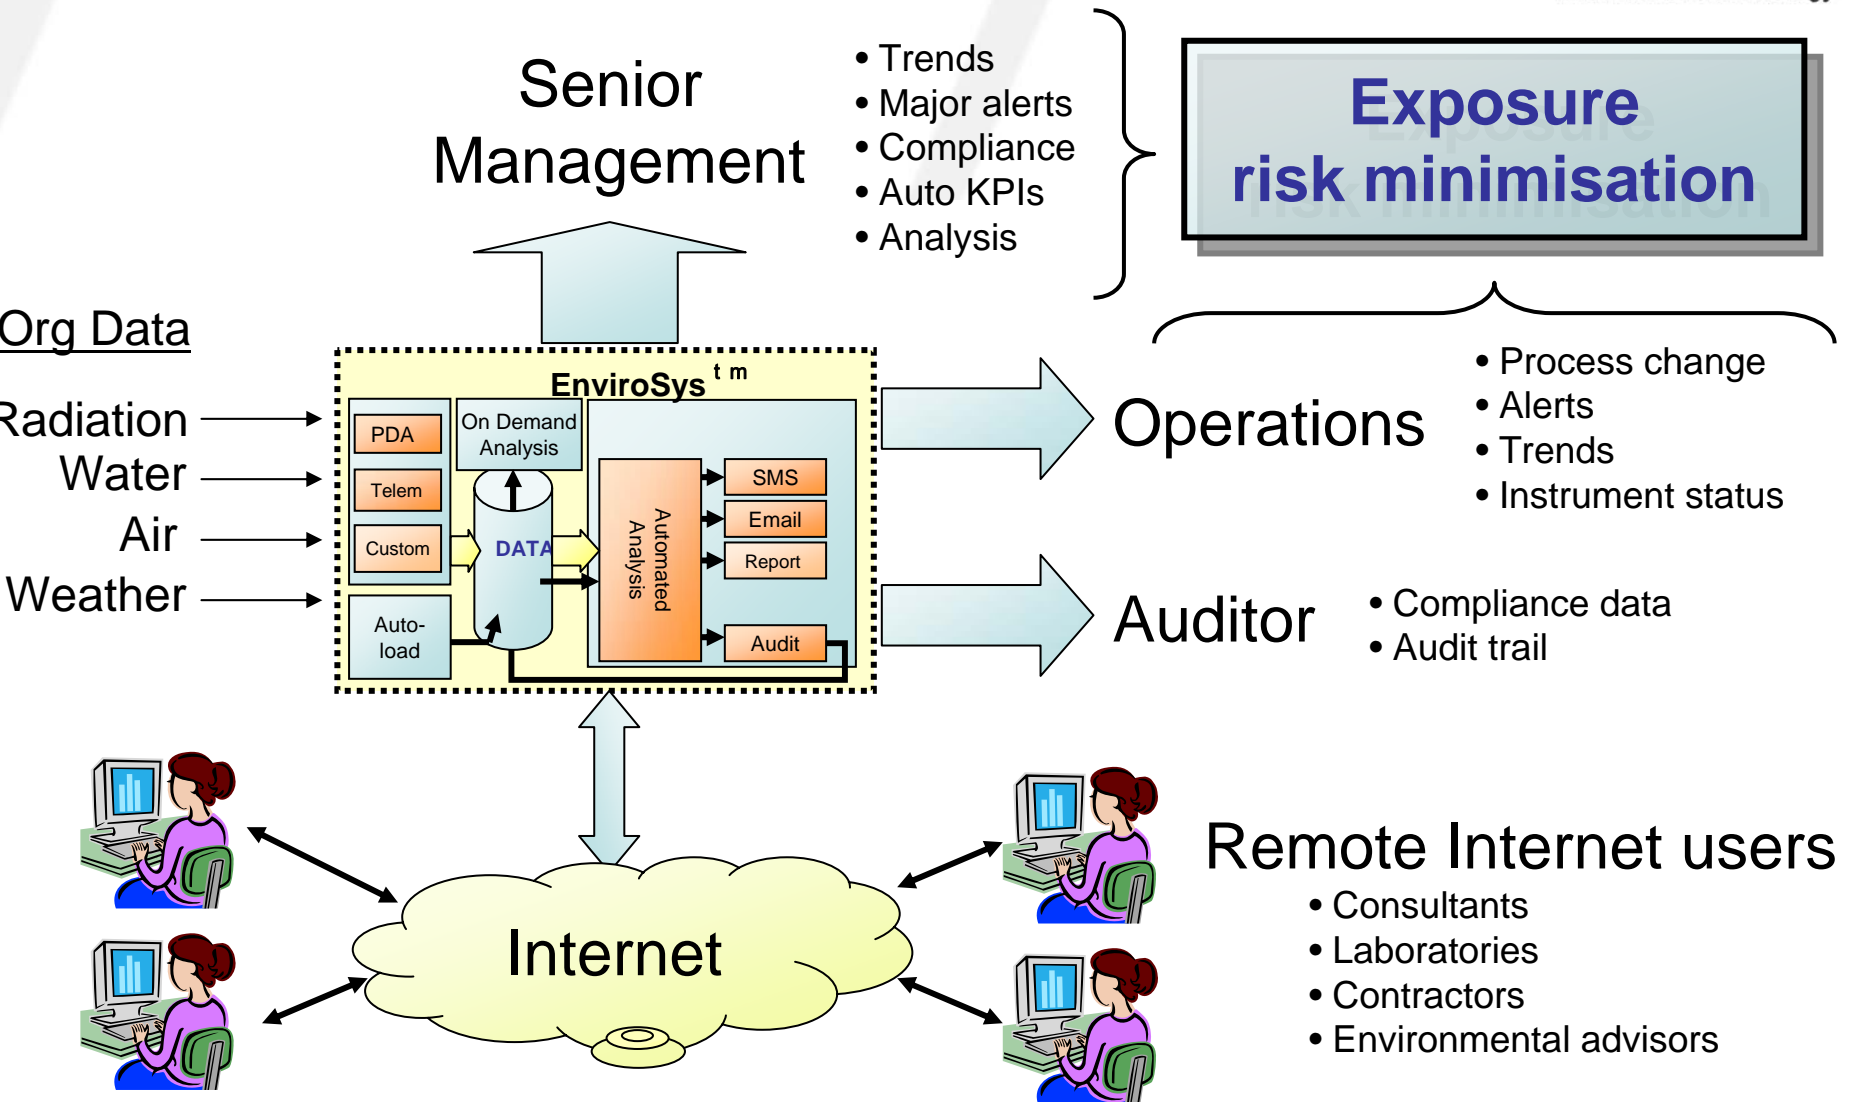 Senior
Management
• Trends
• Major alerts
• Compliance
• Auto KPIs
• Analysis
Exposure
risk minimisation
Org Data
Radiation
Water
Air
Weather
EnviroSys tm
PDA
Telem
Custom
Auto-
load
On Demand
Analysis
DATA
Automated
Analysis
SMS
Email
Report
Audit
Operations
• Process change
• Alerts
• Trends
• Instrument status
Auditor
• Compliance data
• Audit trail
Internet
Remote Internet users
• Consultants
• Laboratories
• Contractors
• Environmental advisors